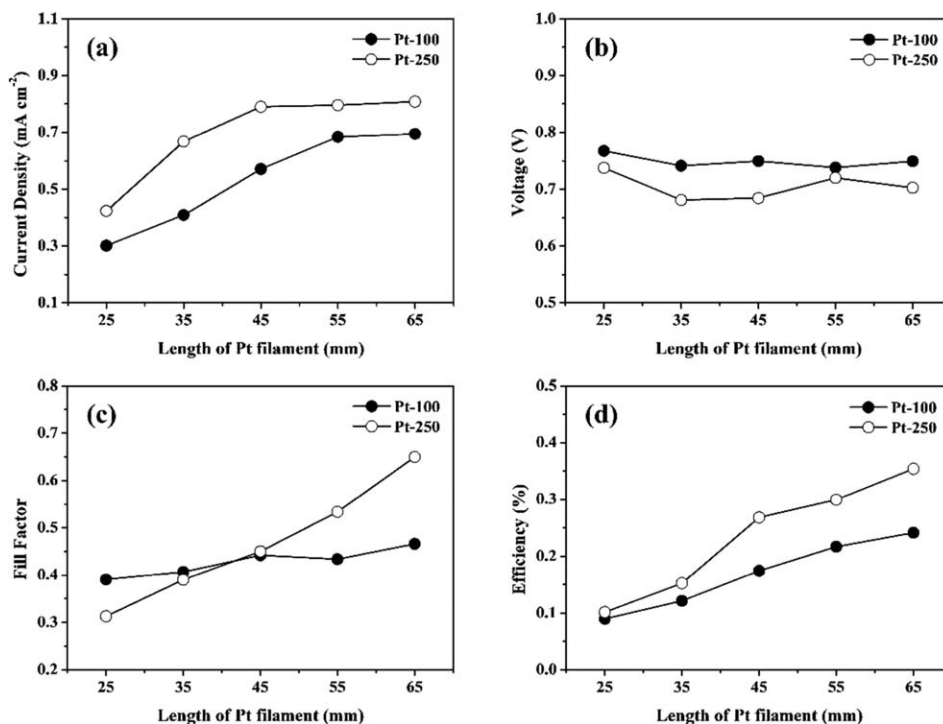 (a)
Pt-100
Pt-250
Current Density (mA cm⁻²)
1.1
0.9
0.7
0.5
0.3
0.1
25 35 45 55 65
Length of Pt filament (mm)
(b)
Pt-100
Pt-250
Voltage (V)
1.0
0.9
0.8
0.7
0.6
0.5
25 35 45 55 65
Length of Pt filament (mm)
(c)
Pt-100
Pt-250
Fill Factor
0.8
0.7
0.6
0.5
0.4
0.3
0.2
25 35 45 55 65
Length of Pt filament (mm)
(d)
Pt-100
Pt-250
Efficiency (%)
0.5
0.4
0.3
0.2
0.1
0.0
25 35 45 55 65
Length of Pt filament (mm)